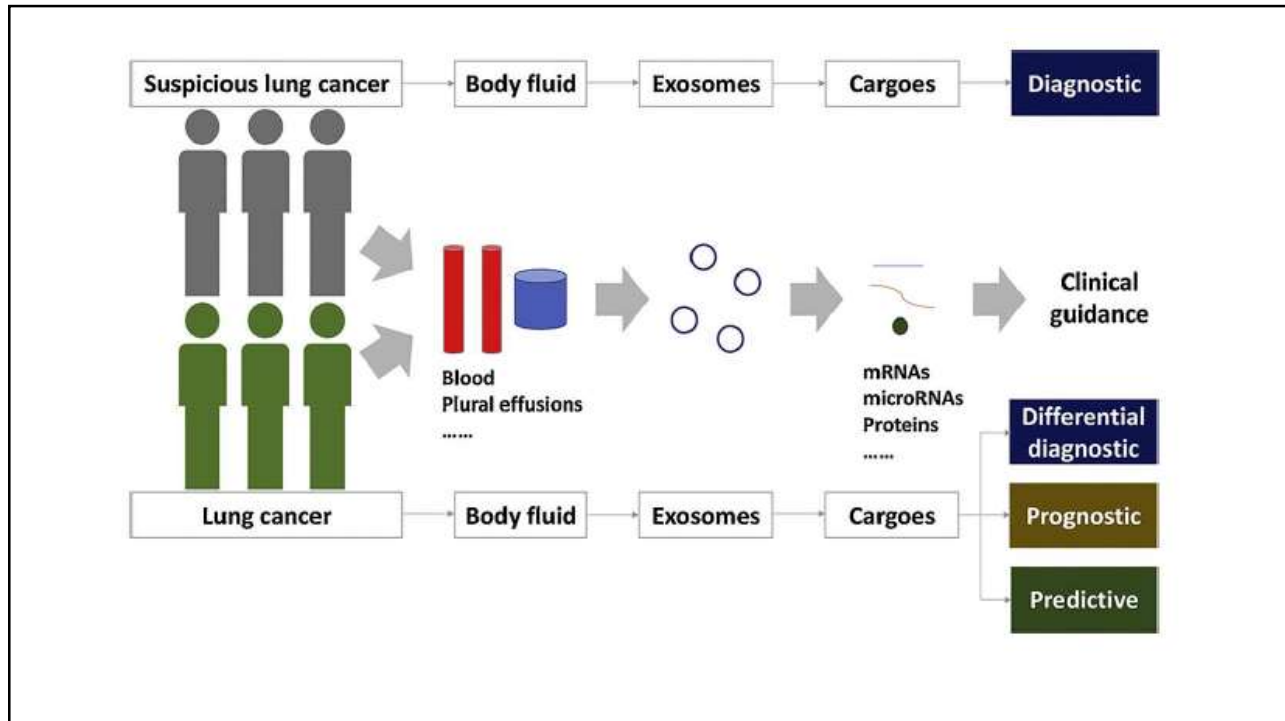 Suspicious lung cancer
Body fluid
Exosomes
Cargoes
Diagnostic
Blood
Plural effusions
......
mRNAs
microRNAs
Proteins
......
Clinical
guidance
Lung cancer
Body fluid
Exosomes
Cargoes
Differential
diagnostic
Prognostic
Predictive